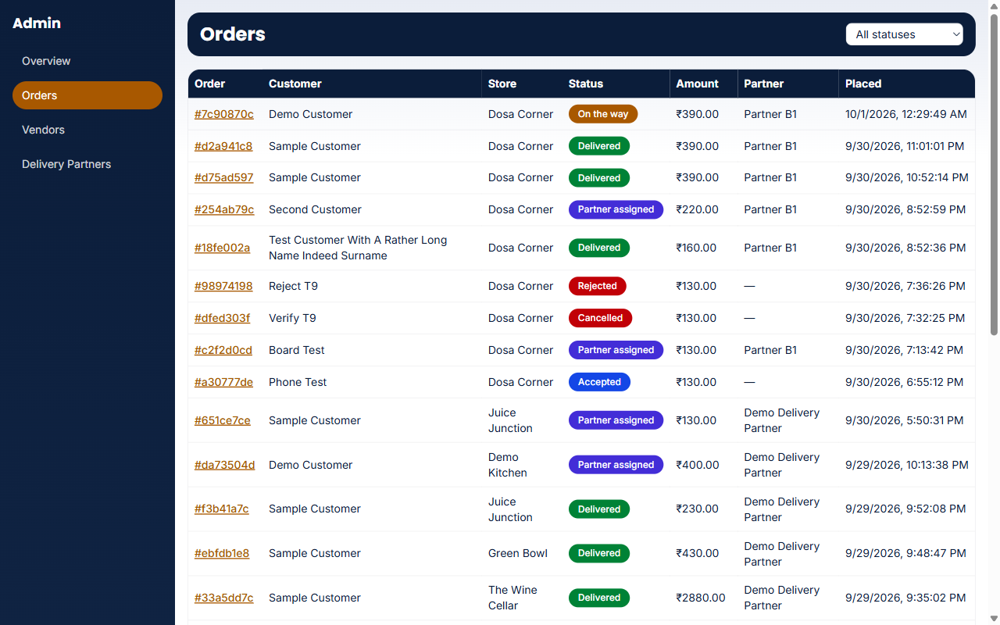 Admin
Overview
Orders
Vendors
Delivery Partners
Orders
All statuses
Order Customer Store Status Amount Partner Placed
#7c90870c Demo Customer Dosa Corner On the way ₹390.00 Partner B1 10/1/2026, 12:29:49 AM
#d2a941c8 Sample Customer Dosa Corner Delivered ₹390.00 Partner B1 9/30/2026, 11:01:01 PM
#d75ad597 Sample Customer Dosa Corner Delivered ₹390.00 Partner B1 9/30/2026, 10:52:14 PM
#254ab79c Second Customer Dosa Corner Partner assigned ₹220.00 Partner B1 9/30/2026, 8:52:59 PM
#18fe002a Test Customer With A Rather Long
Name Indeed Surname Dosa Corner Delivered ₹160.00 Partner B1 9/30/2026, 8:52:36 PM
#98974198 Reject T9 Dosa Corner Rejected ₹130.00 — 9/30/2026, 7:36:26 PM
#dfed303f Verify T9 Dosa Corner Cancelled ₹130.00 — 9/30/2026, 7:32:25 PM
#c2f2d0cd Board Test Dosa Corner Partner assigned ₹130.00 Partner B1 9/30/2026, 7:13:42 PM
#a30777de Phone Test Dosa Corner Accepted ₹130.00 — 9/30/2026, 6:55:12 PM
#651ce7ce Sample Customer Juice
Junction Partner assigned ₹130.00 Demo Delivery
Partner 9/30/2026, 5:50:31 PM
#da73504d Demo Customer Demo
Kitchen Partner assigned ₹400.00 Demo Delivery
Partner 9/29/2026, 10:13:38 PM
#f3b41a7c Sample Customer Juice
Junction Delivered ₹230.00 Demo Delivery
Partner 9/29/2026, 9:52:08 PM
#ebfdb1e8 Sample Customer Green Bowl Delivered ₹430.00 Demo Delivery
Partner 9/29/2026, 9:48:47 PM
#33a5dd7c Sample Customer The Wine
Cellar Delivered ₹2880.00 Demo Delivery
Partner 9/29/2026, 9:35:02 PM